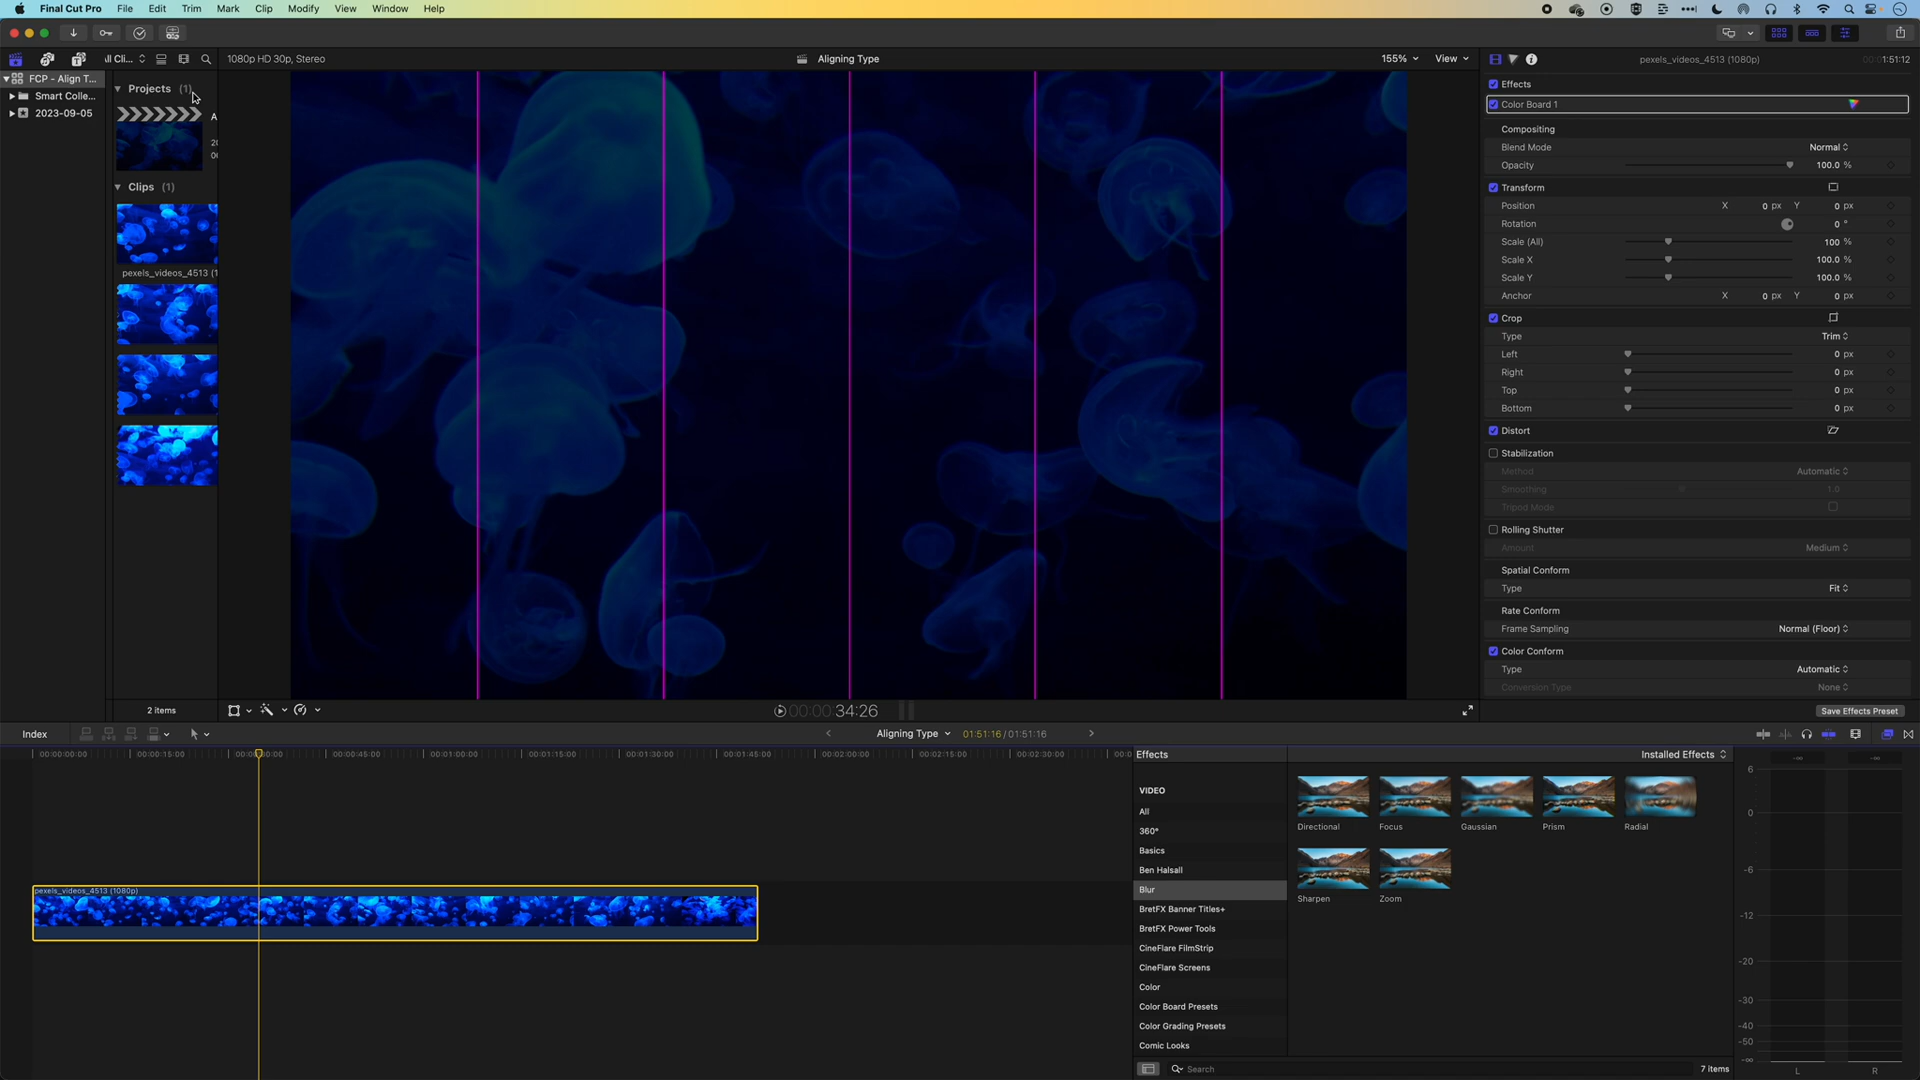 Final Cut Pro File Edit Trim Mark Clip Modify View Window Help
ll Cli... 1080p HD 30p, Stereo Aligning Type 155% View pexels_videos_4513 (1080p) 00:01:51:12
FCP - Align T...
Smart Colle...
2023-09-05
Projects (1)
A
20
00
Clips (1)
pexels_videos_4513 (1
2 items
00:00:00:34:26
Effects
Color Board 1
Compositing
Blend Mode Normal
Opacity 100.0 %
Transform
Position X 0 px Y 0 px
Rotation 0 °
Scale (All) 100 %
Scale X 100.0 %
Scale Y 100.0 %
Anchor X 0 px Y 0 px
Crop
Type Trim
Left 0 px
Right 0 px
Top 0 px
Bottom 0 px
Distort
Stabilization
Method Automatic
Smoothing 1.0
Tripod Mode
Rolling Shutter
Amount Medium
Spatial Conform
Type Fit
Rate Conform
Frame Sampling Normal (Floor)
Color Conform
Type Automatic
Conversion Type None
Save Effects Preset
Index Aligning Type 01:51:16 / 01:51:16
00:00:00:00 00:00:15:00 00:00:30:00 00:00:45:00 00:01:00:00 00:01:15:00 00:01:30:00 00:01:45:00 00:02:00:00 00:02:15:00 00:02:30:00 00:0
pexels_videos_4513 (1080p)
Effects Installed Effects
VIDEO
All
360°
Basics
Ben Halsall
Blur
BretFX Banner Titles+
BretFX Power Tools
CineFlare FilmStrip
CineFlare Screens
Color
Color Board Presets
Color Grading Presets
Comic Looks
Directional Focus Gaussian Prism Radial
Sharpen Zoom
Search 7 items
-∞ -∞
6
0
-6
-12
-20
-30
-40
-50
-∞
L R